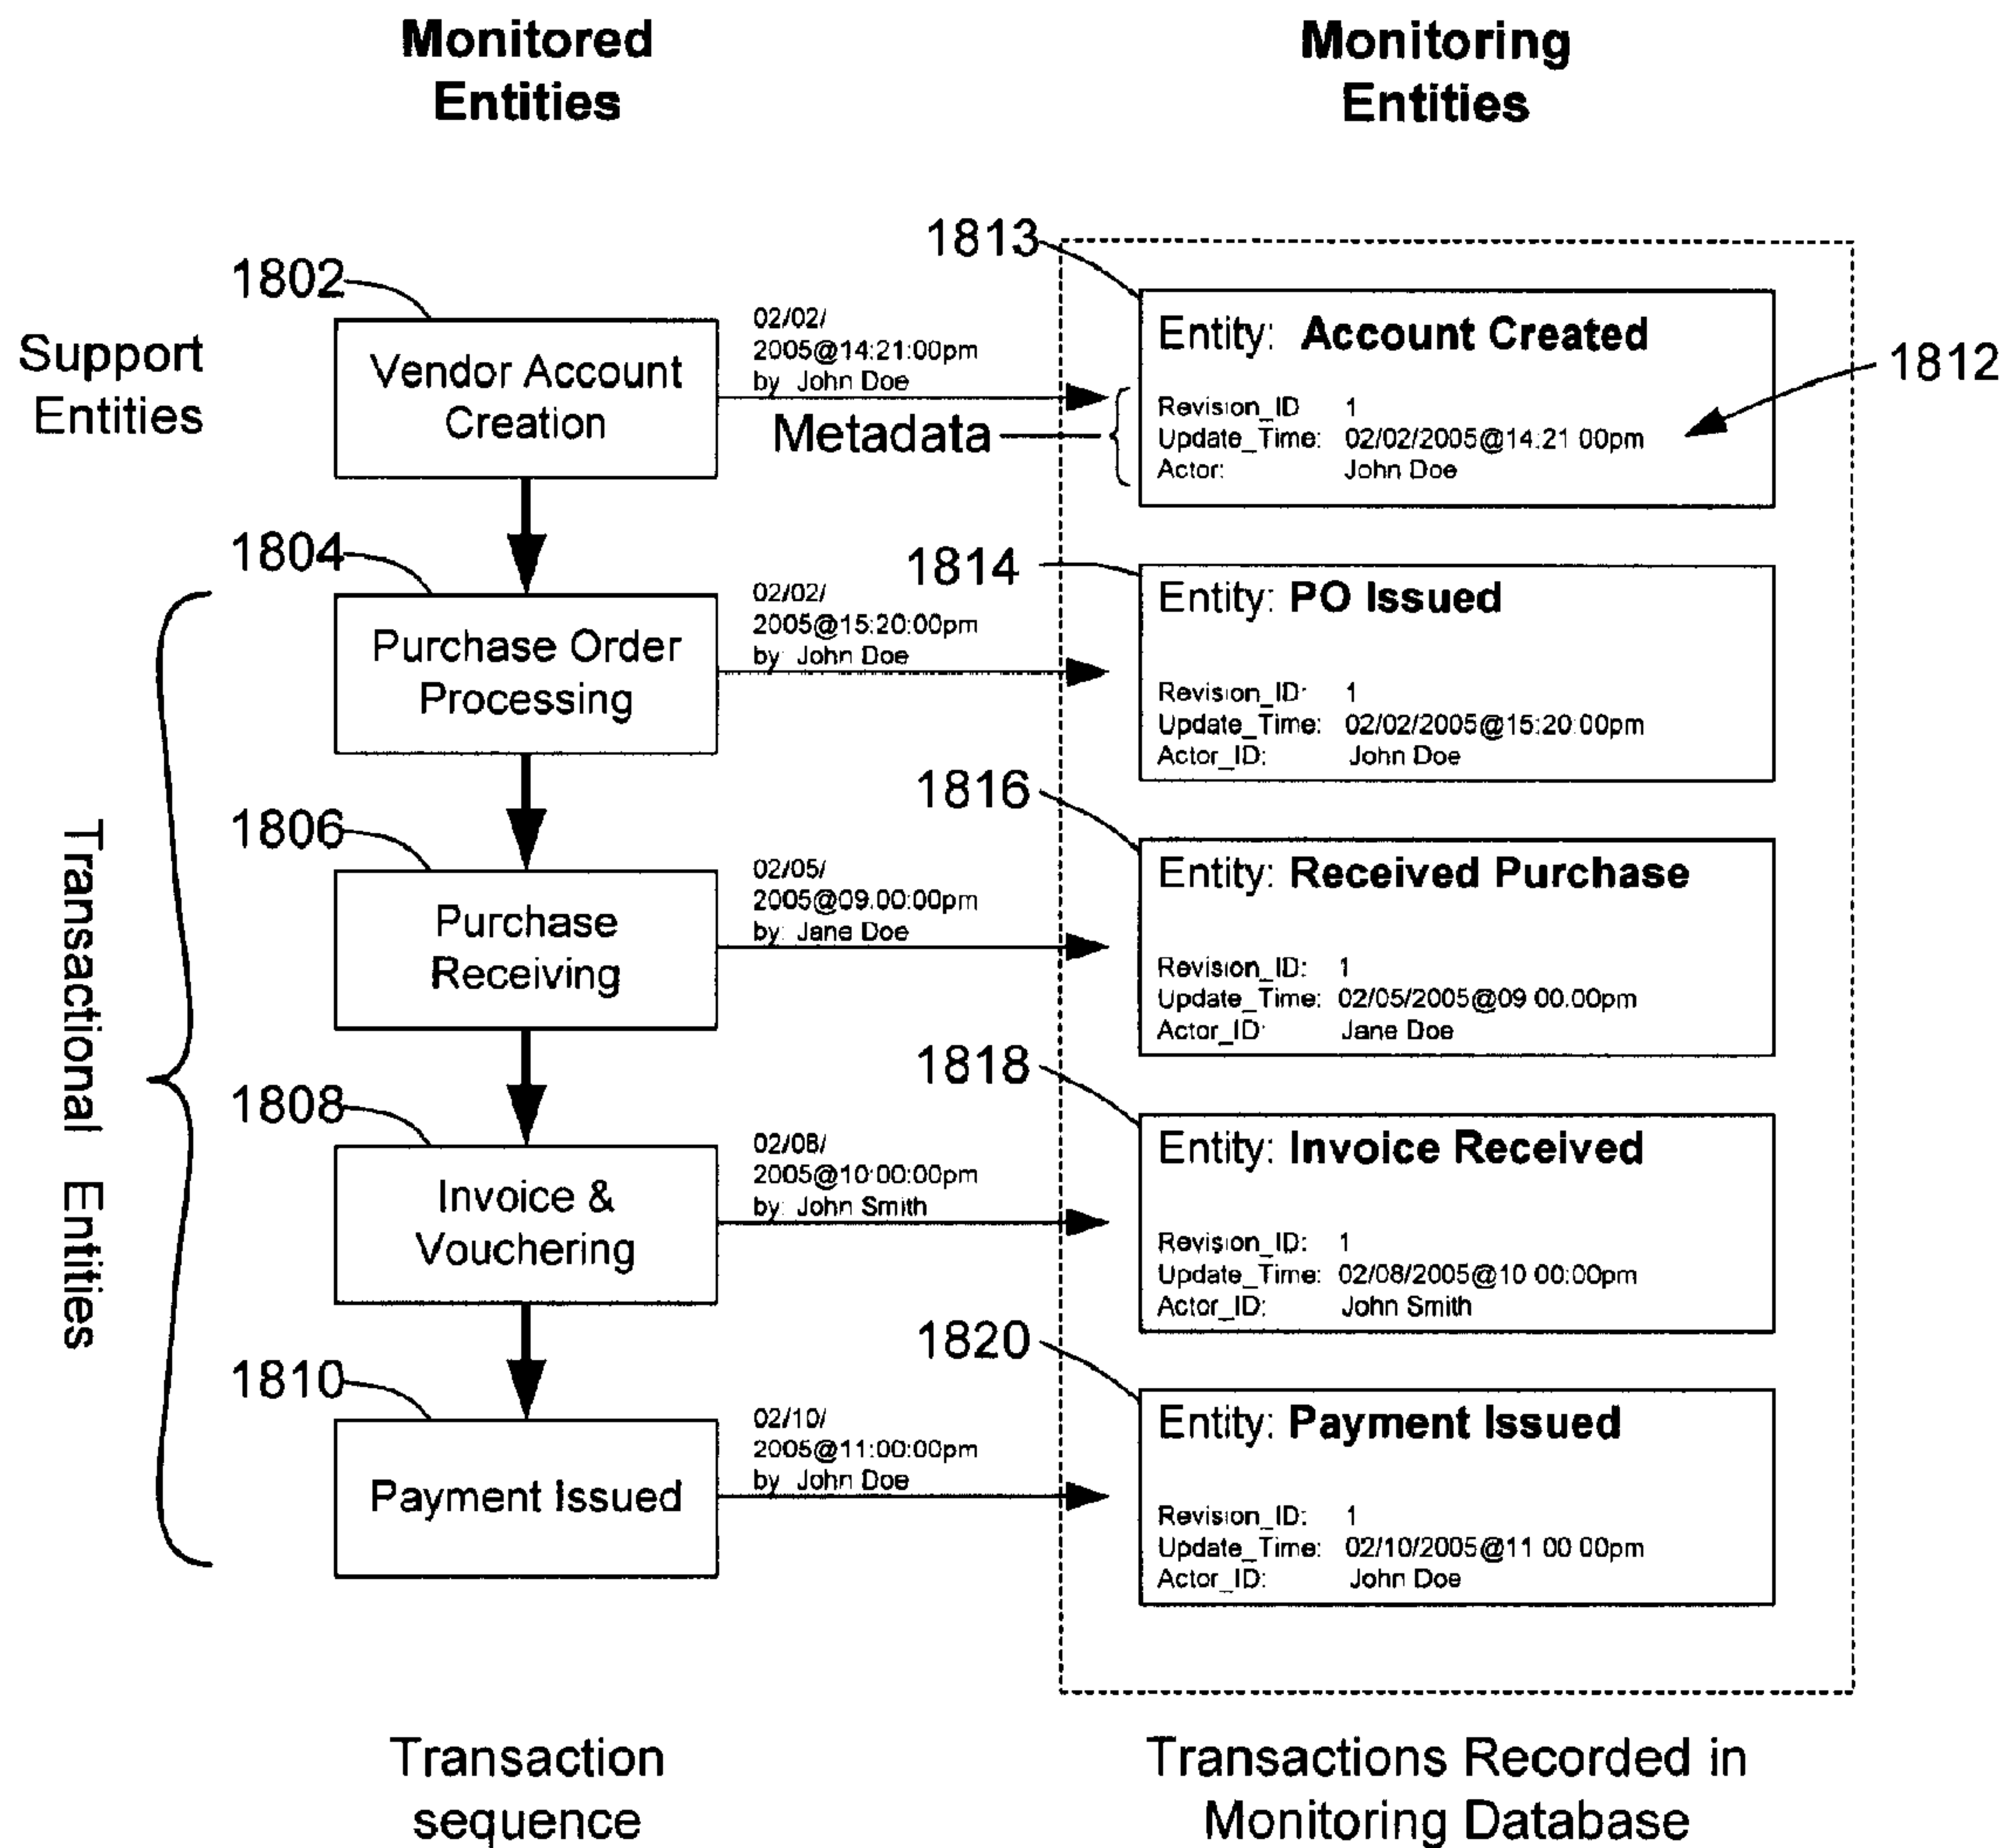 Monitored
Entities
Monitoring
Entities
1813
1802
Support
Entities
Vendor Account
Creation
02/02/
2005@14:21:00pm
by: John Doe
Metadata
Entity: Account Created
Revision_ID 1
Update_Time: 02/02/2005@14:21 00pm
Actor: John Doe
1812
1804
Purchase Order
Processing
02/02/
2005@15:20:00pm
by: John Doe
1814
Entity: PO Issued
Revision_ID: 1
Update_Time: 02/02/2005@15:20:00pm
Actor_ID: John Doe
Transactional Entities
1806
Purchase
Receiving
02/05/
2005@09.00:00pm
by: Jane Doe
1816
Entity: Received Purchase
Revision_ID: 1
Update_Time: 02/05/2005@09 00.00pm
Actor_ID: Jane Doe
1808
Invoice &
Vouchering
02/08/
2005@10:00:00pm
by: John Smith
1818
Entity: Invoice Received
Revision_ID: 1
Update_Time: 02/08/2005@10 00:00pm
Actor_ID: John Smith
1810
Payment Issued
02/10/
2005@11:00:00pm
by John Doe
1820
Entity: Payment Issued
Revision_ID: 1
Update_Time: 02/10/2005@11 00 00pm
Actor_ID: John Doe
Transaction
sequence
Transactions Recorded in
Monitoring Database